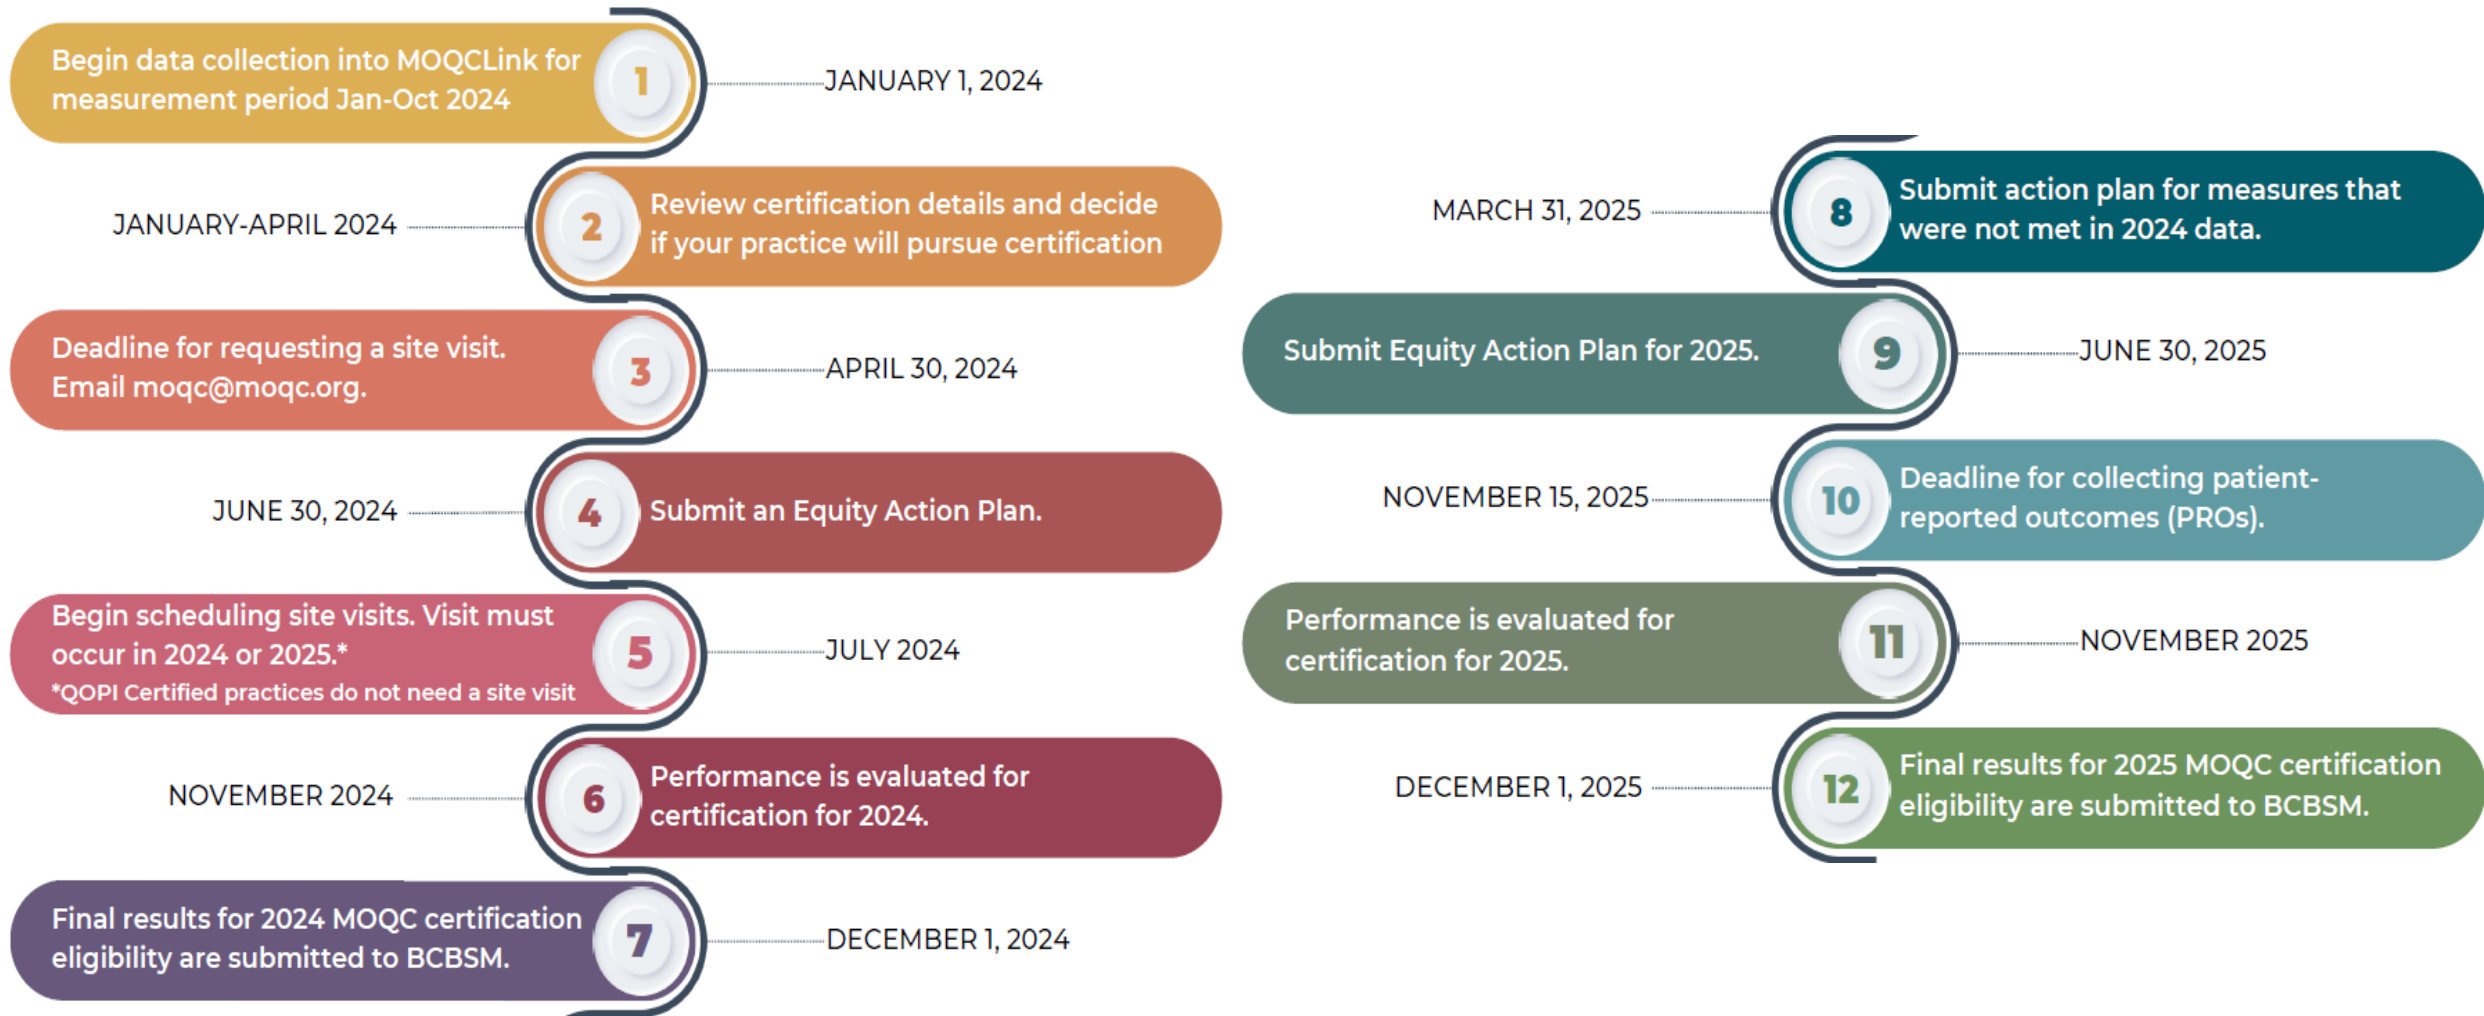 Begin data collection into MOQCLink for
measurement period Jan-Oct 2024
1
JANUARY 1, 2024
JANUARY-APRIL 2024
2
Review certification details and decide
if your practice will pursue certification
Deadline for requesting a site visit.
Email moqc@moqc.org.
3
APRIL 30, 2024
JUNE 30, 2024
4
Submit an Equity Action Plan.
Begin scheduling site visits. Visit must
occur in 2024 or 2025.*
*QOPI Certified practices do not need a site visit
5
JULY 2024
NOVEMBER 2024
6
Performance is evaluated for
certification for 2024.
Final results for 2024 MOQC certification
eligibility are submitted to BCBSM.
7
DECEMBER 1, 2024
MARCH 31, 2025
8
Submit action plan for measures that
were not met in 2024 data.
Submit Equity Action Plan for 2025.
9
JUNE 30, 2025
NOVEMBER 15, 2025
10
Deadline for collecting patient-
reported outcomes (PROs).
Performance is evaluated for
certification for 2025.
11
NOVEMBER 2025
DECEMBER 1, 2025
12
Final results for 2025 MOQC certification
eligibility are submitted to BCBSM.